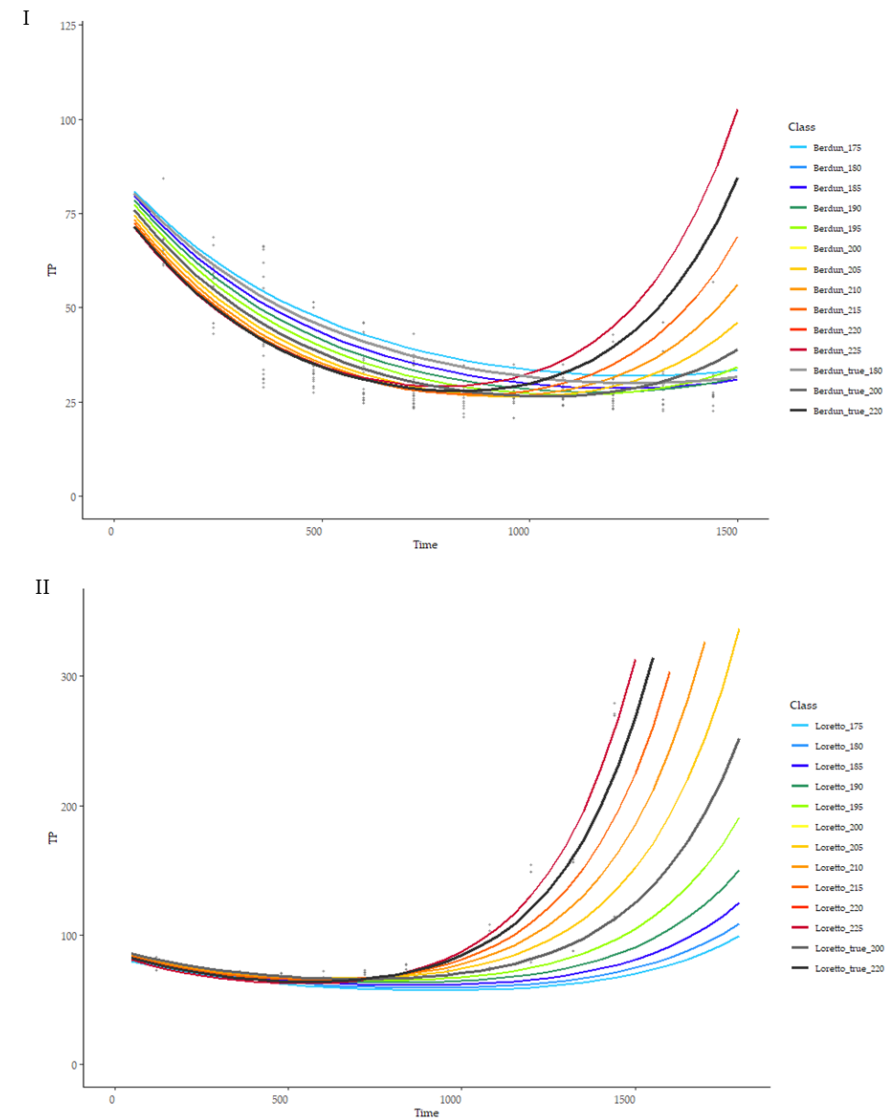 I
125
100
75
50
25
0
TP
0
500
1000
1500
Time
Class
Berdun_175
Berdun_180
Berdun_185
Berdun_190
Berdun_195
Berdun_200
Berdun_205
Berdun_210
Berdun_215
Berdun_220
Berdun_225
Berdun_true_180
Berdun_true_200
Berdun_true_220
II
300
200
100
0
TP
0
500
1000
1500
Time
Class
Loretto_175
Loretto_180
Loretto_185
Loretto_190
Loretto_195
Loretto_200
Loretto_205
Loretto_210
Loretto_215
Loretto_220
Loretto_225
Loretto_true_200
Loretto_true_220